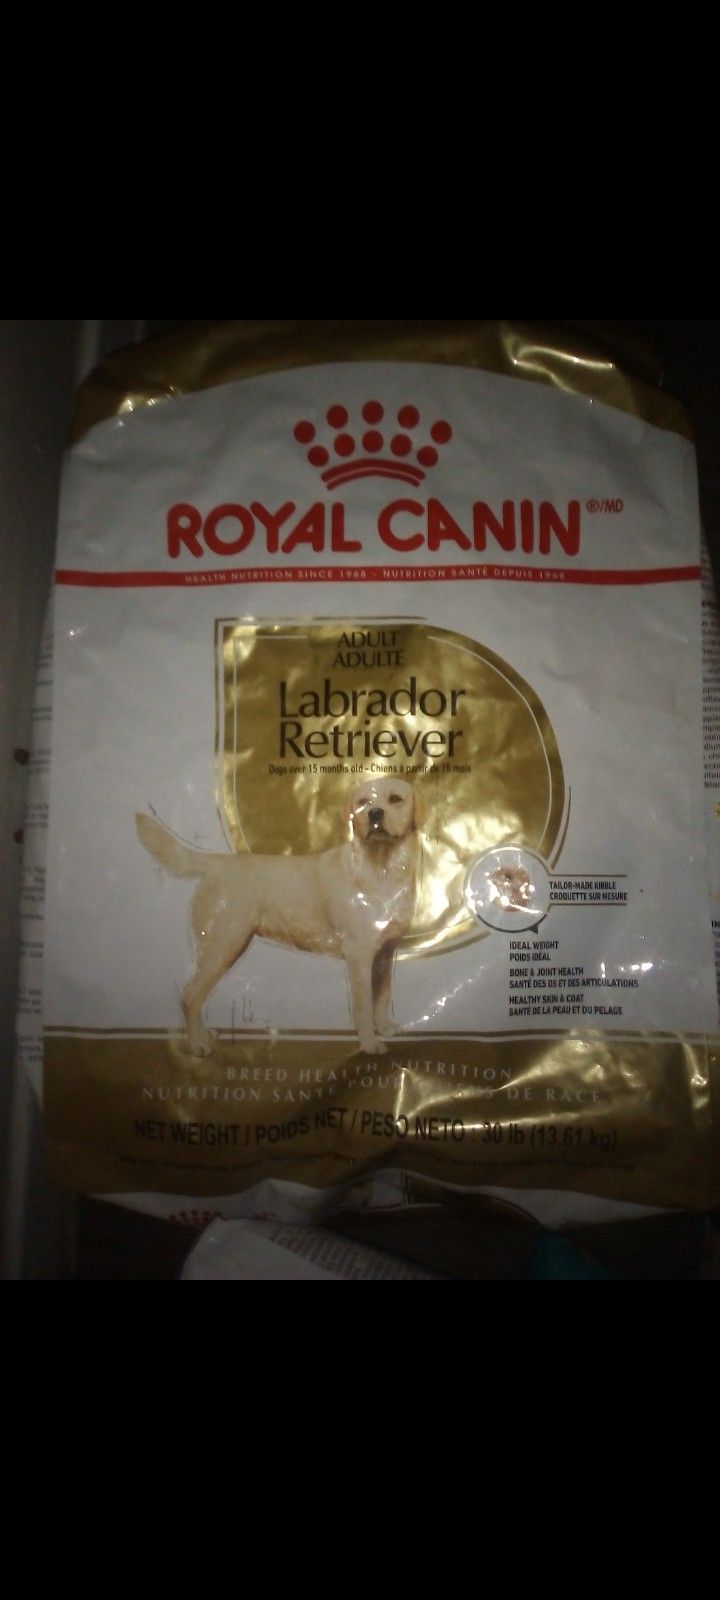 ROYAL CANIN ®/MD
HEALTH NUTRITION SINCE 1968 - NUTRITION SANTÉ DEPUIS 1968
ADULT
ADULTE
Labrador
Retriever
Dogs over 15 months old - Chiens à partir de 15 mois
TAILOR-MADE KIBBLE
CROQUETTE SUR MESURE
IDEAL WEIGHT
POIDS IDÉAL
BONE & JOINT HEALTH
SANTÉ DES OS ET DES ARTICULATIONS
HEALTHY SKIN & COAT
SANTÉ DE LA PEAU ET DU PELAGE
BREED HEALTH NUTRITION
NUTRITION SANTÉ POUR CHIENS DE RACE
NET WEIGHT / POIDS NET / PESO NETO : 30 lb (13.61 kg)